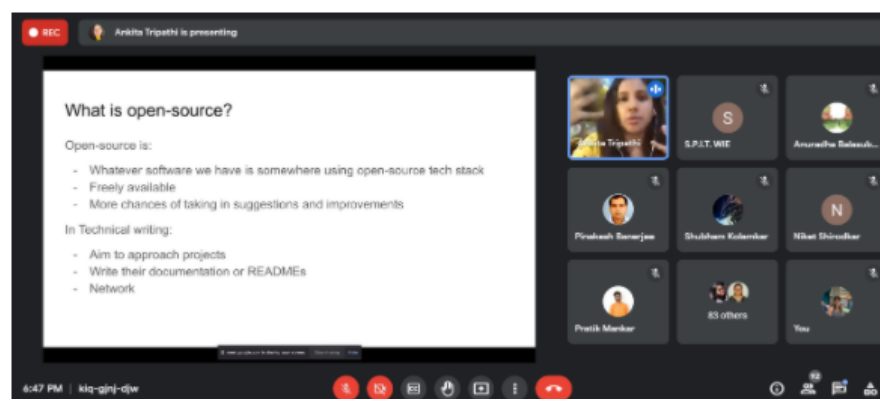 REC
Ankita Tripathi is presenting
What is open-source?
Open-source is:
- Whatever software we have is somewhere using open-source tech stack
- Freely available
- More chances of taking in suggestions and improvements
In Technical writing:
- Aim to approach projects
- Write their documentation or READMEs
- Network
Ankita Tripathi
S
S.P.I.T. WIE
Anuradha Balasub...
Pinakesh Banerjee
Shubham Kolamkar
N
Niket Shirodkar
Pratik Mankar
83 others
You
6:47 PM | kiq-gjnj-djw
92